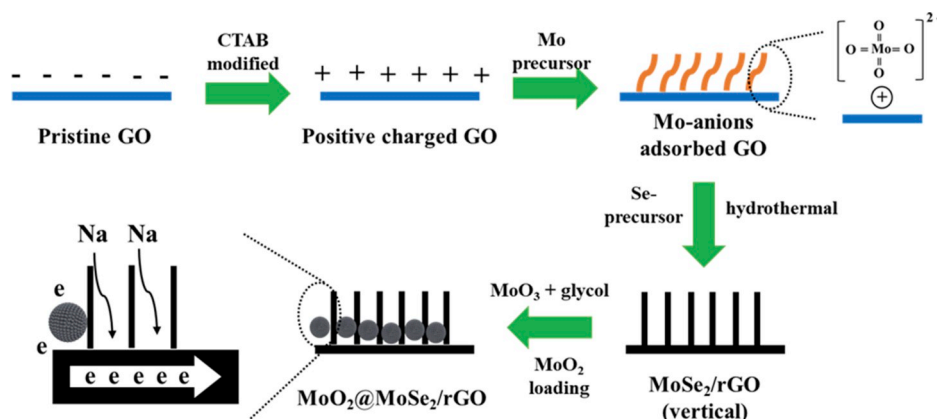 - - - - - -
Pristine GO
CTAB
modified
+ + + + + +
Positive charged GO
Mo
precursor
Mo-anions
adsorbed GO
2-
O
O=Mo=O
O
+
Se-
precursor
hydrothermal
MoSe₂/rGO
(vertical)
MoO₃ + glycol
MoO₂
loading
MoO₂@MoSe₂/rGO
Na Na
e
e
e e e e e